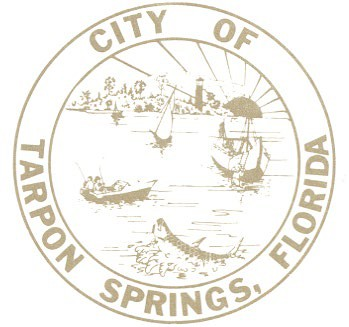 CITY OF
TARPON SPRINGS, FLORIDA